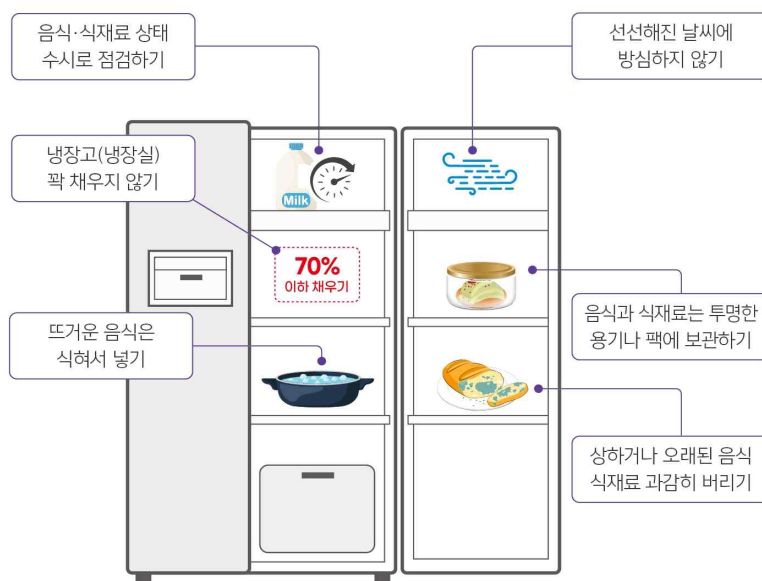 음식·식재료 상태
수시로 점검하기
선선해진 날씨에
방심하지 않기
냉장고(냉장실)
꽉 채우지 않기
Milk
70%
이하 채우기
음식과 식재료는 투명한
용기나 팩에 보관하기
뜨거운 음식은
식혀서 넣기
상하거나 오래된 음식
식재료 과감히 버리기